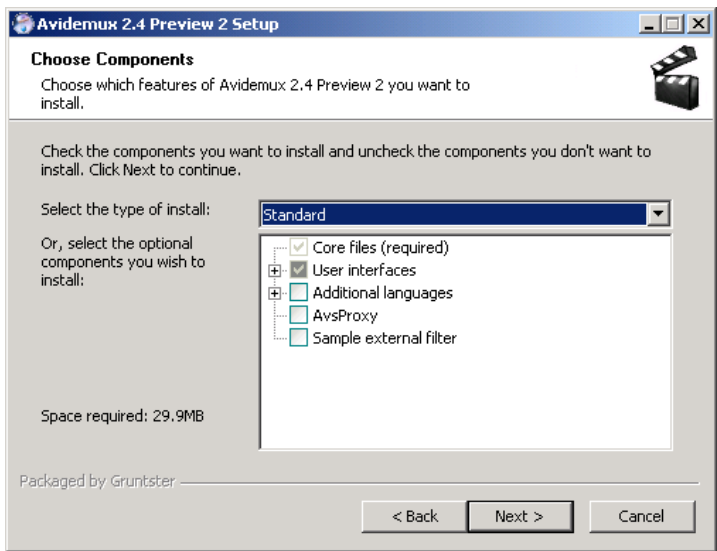 Avidemux 2.4 Preview 2 Setup
Choose Components
Choose which features of Avidemux 2.4 Preview 2 you want to
install.
Check the components you want to install and uncheck the components you don't want to
install. Click Next to continue.
Select the type of install:
Standard
Or, select the optional
components you wish to
install:
Core files (required)
User interfaces
Additional languages
AvsProxy
Sample external filter
Space required: 29.9MB
Packaged by Gruntster
< Back
Next >
Cancel